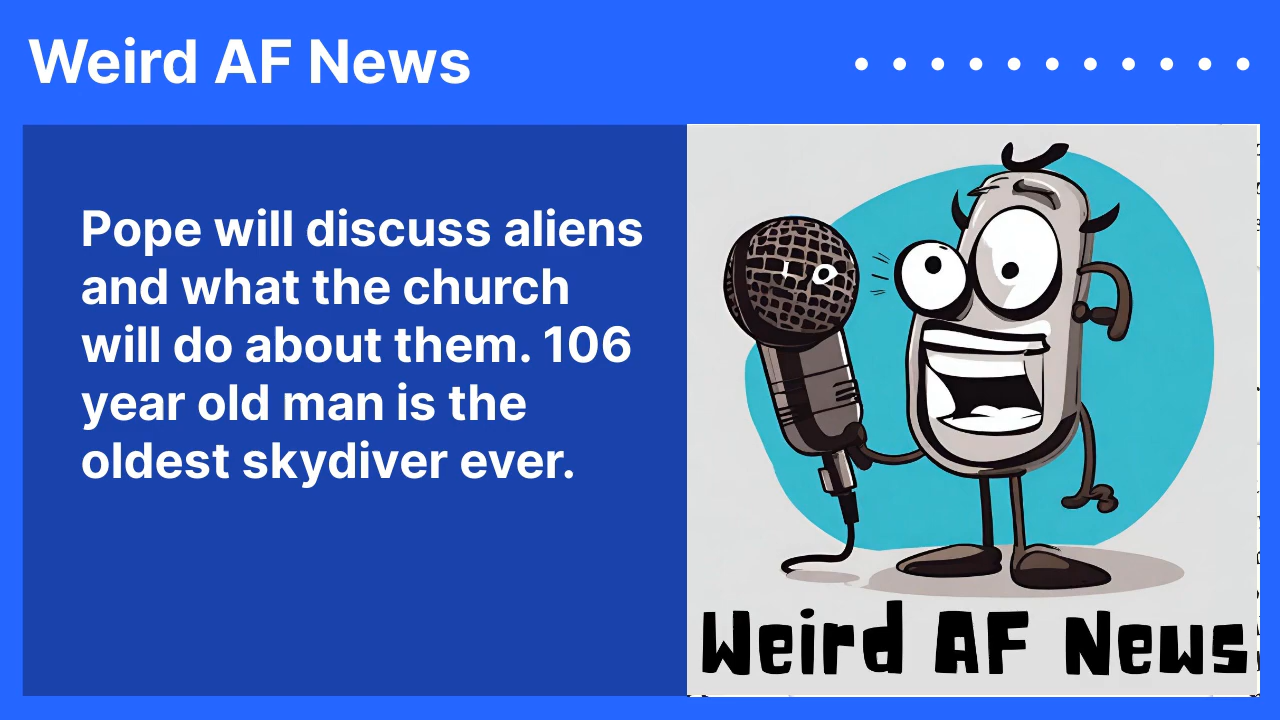 Weird AF News
Pope will discuss aliens
and what the church
will do about them. 106
year old man is the
oldest skydiver ever.
Weird AF News